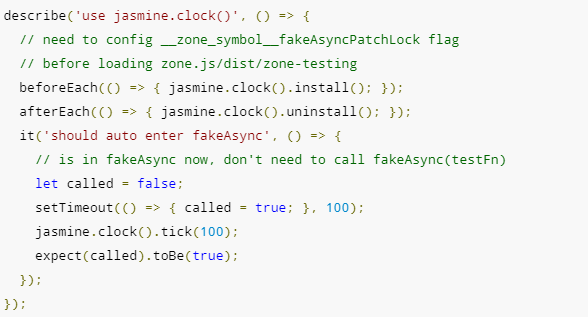 describe('use jasmine.clock()', () => {
  // need to config __zone_symbol__fakeAsyncPatchLock flag
  // before loading zone.js/dist/zone-testing
  beforeEach(() => { jasmine.clock().install(); });
  afterEach(() => { jasmine.clock().uninstall(); });
  it('should auto enter fakeAsync', () => {
    // is in fakeAsync now, don't need to call fakeAsync(testFn)
    let called = false;
    setTimeout(() => { called = true; }, 100);
    jasmine.clock().tick(100);
    expect(called).toBe(true);
  });
});